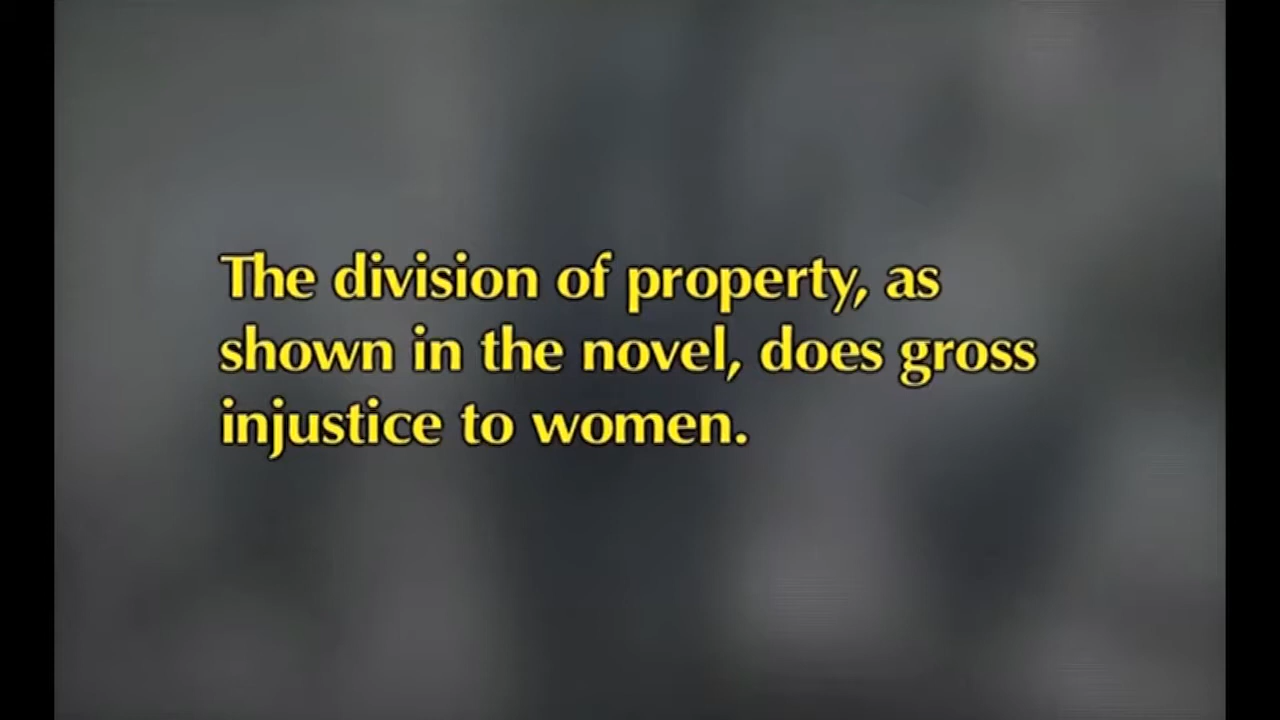 The division of property, as
shown in the novel, does gross
injustice to women.